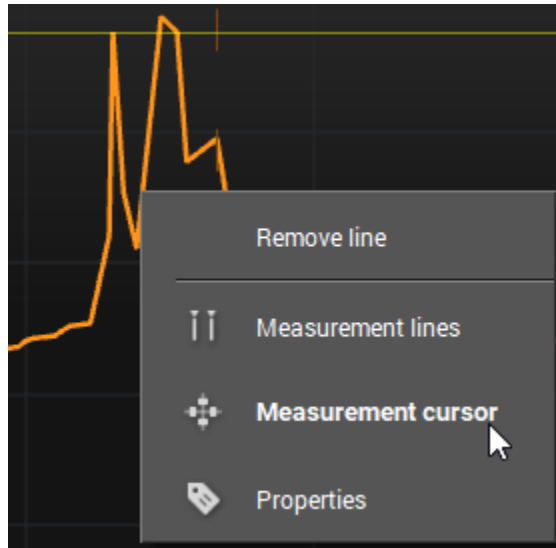 Remove line
Measurement lines
Measurement cursor
Properties